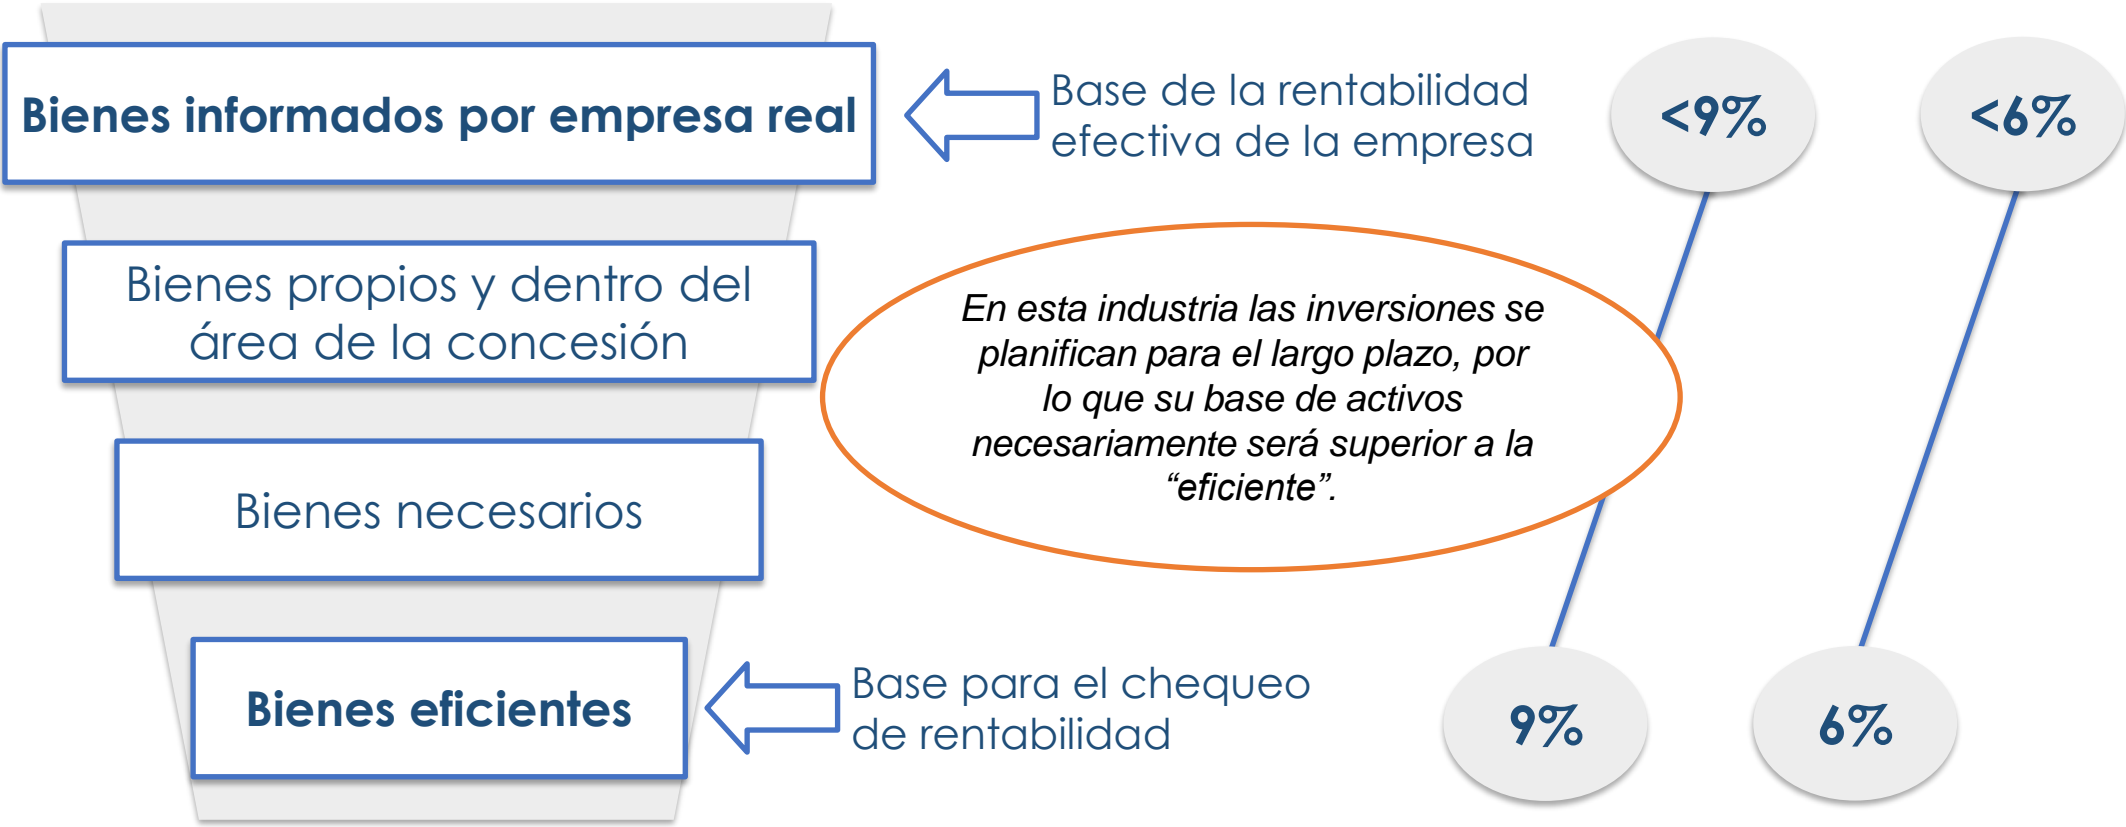 Bienes informados por empresa real
Base de la rentabilidad
efectiva de la empresa
<9%
<6%
Bienes propios y dentro del
área de la concesión
En esta industria las inversiones se
planifican para el largo plazo, por
lo que su base de activos
necesariamente será superior a la
“eficiente”.
Bienes necesarios
Bienes eficientes
Base para el chequeo
de rentabilidad
9%
6%